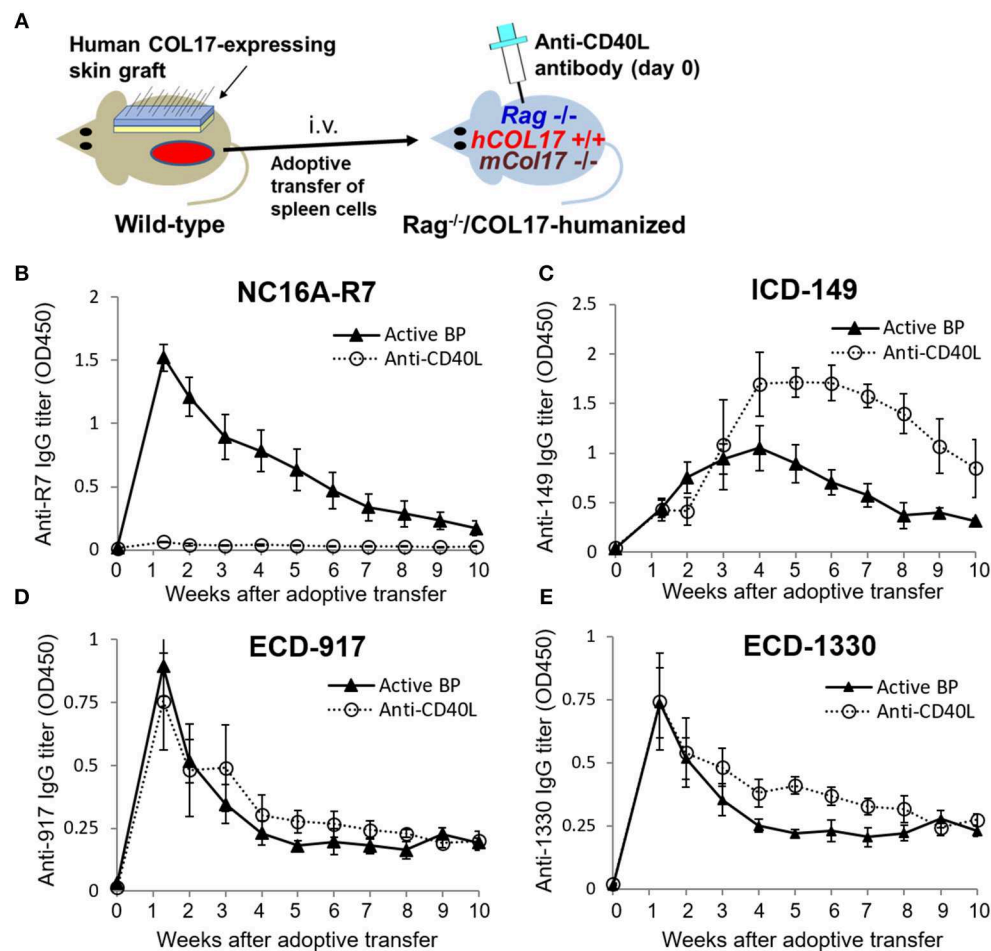 A
Human COL17-expressing
skin graft
Anti-CD40L
antibody (day 0)
i.v.
Adoptive
transfer of
spleen cells
Rag -/-
hCOL17 +/+
mCol17 -/-
Wild-type
Rag-/-/COL17-humanized
B
NC16A-R7
Anti-R7 IgG titer (OD450)
2
1.5
1
0.5
0
Active BP
Anti-CD40L
0 1 2 3 4 5 6 7 8 9 10
Weeks after adoptive transfer
C
ICD-149
Anti-149 IgG titer (OD450)
2.5
2
1.5
1
0.5
0
Active BP
Anti-CD40L
0 1 2 3 4 5 6 7 8 9 10
Weeks after adoptive transfer
D
ECD-917
Anti-917 IgG titer (OD450)
1
0.75
0.5
0.25
0
Active BP
Anti-CD40L
0 1 2 3 4 5 6 7 8 9 10
Weeks after adoptive transfer
E
ECD-1330
Anti-1330 IgG titer (OD450)
1
0.75
0.5
0.25
0
Active BP
Anti-CD40L
0 1 2 3 4 5 6 7 8 9 10
Weeks after adoptive transfer